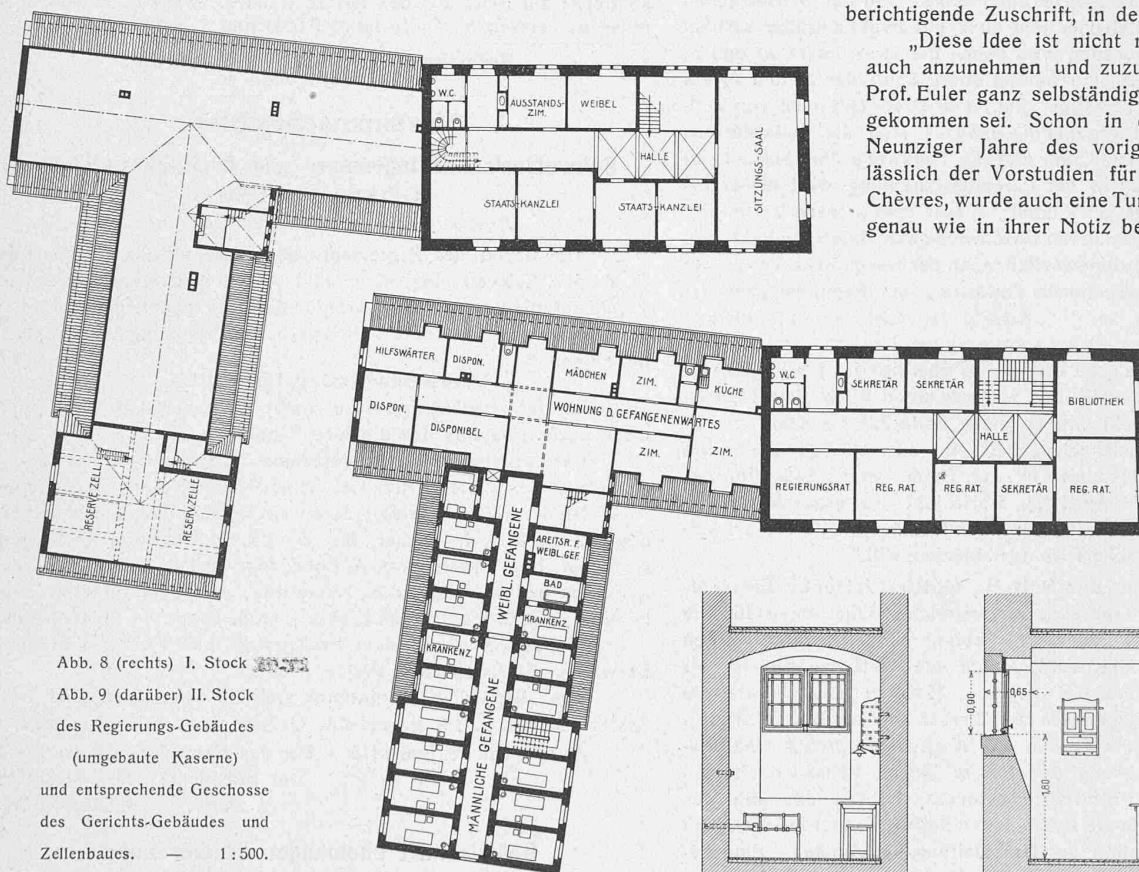 berichtigende Zuschrift, in de
„Diese Idee ist nicht
auch anzunehmen und zuzu
Prof. Euler ganz selbständig
gekommen sei. Schon in
Neunziger Jahre des vorig
lässlich der Vorstudien für
Chèvres, wurde auch eine Tur
genau wie in ihrer Notiz be
W.C.
AUSSTANDS-
ZIM.
WEIBEL
HALLE
SITZUNGSSAAL
STAATS-KANZLEI
STAATS-KANZLEI
RESERVE ZELLE
RESERVEZELLE
HILFSWÄRTER
DISPON.
MÄDCHEN
ZIM.
KÜCHE
DISPON.
DISPONIBEL
WOHNUNG D. GEFANGENENWARTES
ZIM.
ZIM.
W.C.
SEKRETÄR
SEKRETÄR
HALLE
BIBLIOTHEK
REGIERUNGSRAT
REG. RAT.
REG. RAT.
SEKRETÄR
REG. RAT.
WEIBL. GEFANGENE
AREITSR. F.
WEIBL. GEF.
BAD
KRANKENZ.
KRANKENZ.
MÄNNLICHE GEFANGENE
0,90
0,65
1,80
Abb. 8 (rechts) I. Stock
Abb. 9 (darüber) II. Stock
des Regierungs-Gebäudes
(umgebaute Kaserne)
und entsprechende Geschosse
des Gerichts-Gebäudes und
Zellenbaues. 1:500.